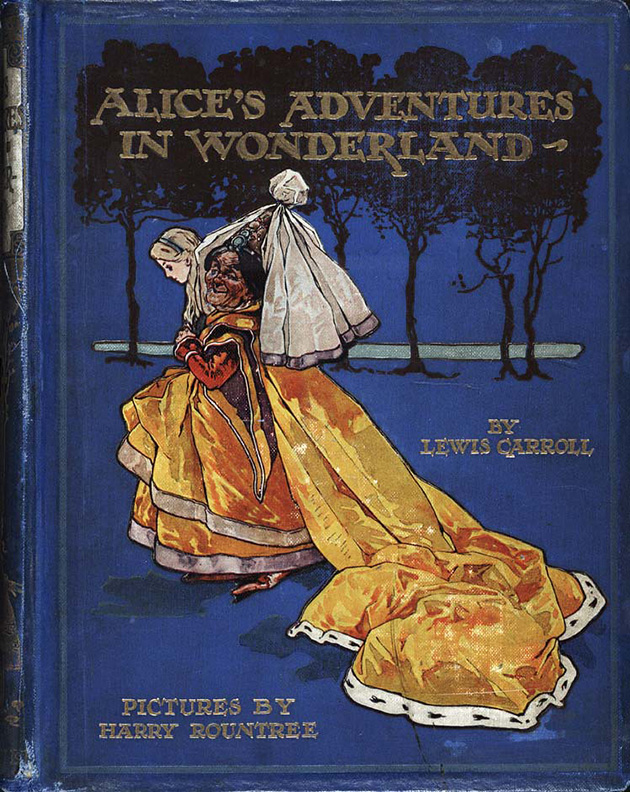 ALICE'S ADVENTURES
IN WONDERLAND
BY
LEWIS CARROLL
PICTURES BY
HARRY ROUNTREE